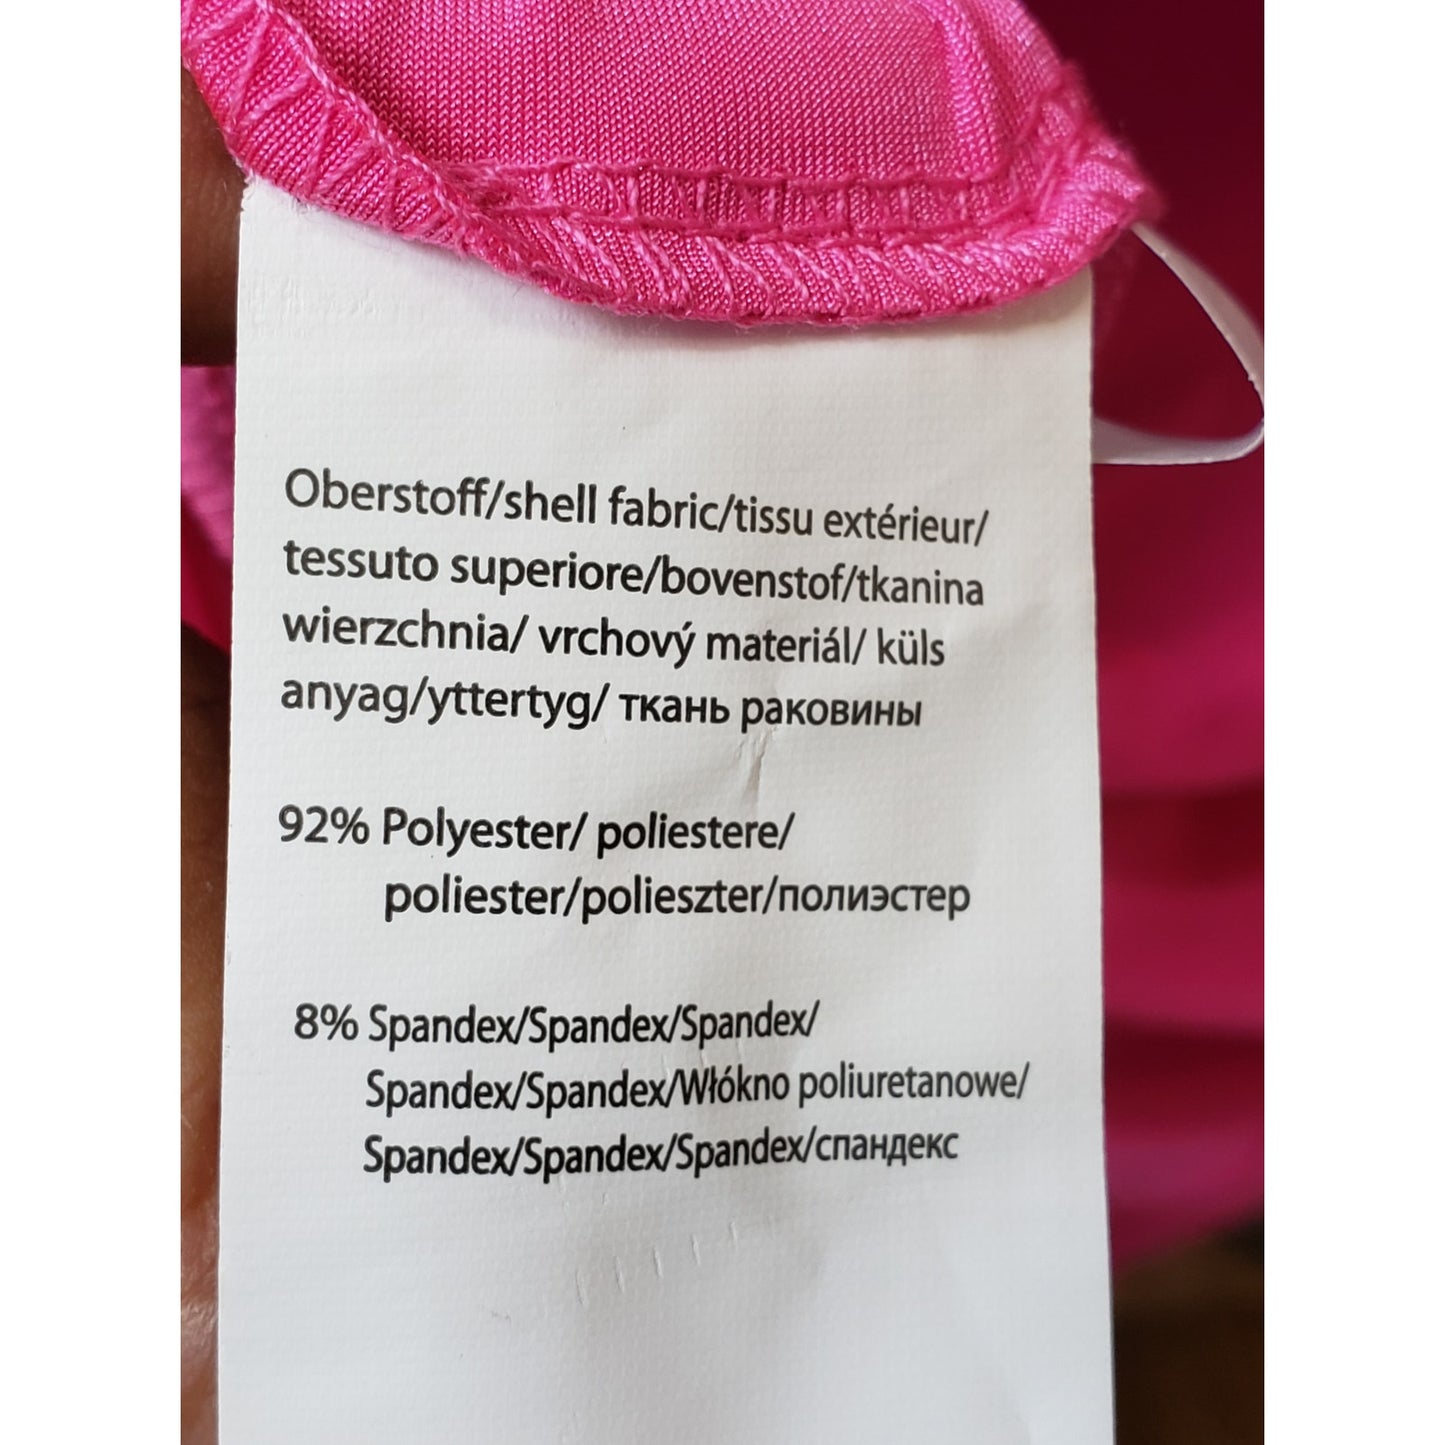 Oberstoff/shell fabric/tissu extérieur/
tessuto superiore/bovenstof/tkanina
wierzchnia/ vrchový materiál/ küls
anyag/yttertyg/ ткань раковины
92% Polyester/ poliestere/
poliester/polieszter/полиэстер
8% Spandex/Spandex/Spandex/
Spandex/Spandex/Włókno poliuretanowe/
Spandex/Spandex/Spandex/спандекс